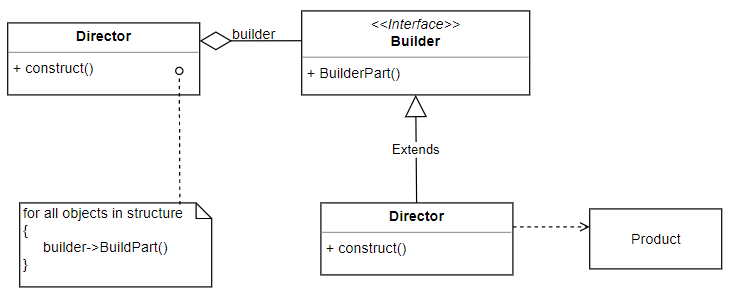 Director
+ construct()
builder
<<Interface>>
Builder
+ BuilderPart()
Extends
for all objects in structure
{
builder->BuildPart()
}
Director
+ construct()
Product